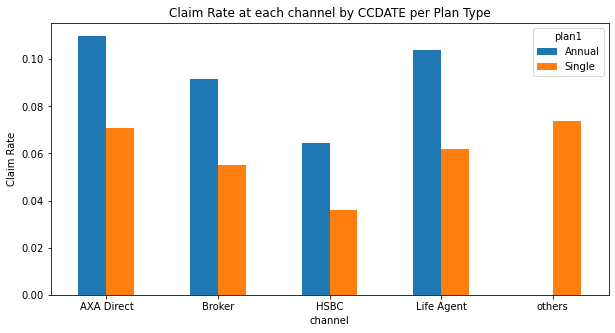 Claim Rate at each channel by CCDATE per Plan Type
plan1
Annual
Single
Claim Rate
0.10
0.08
0.06
0.04
0.02
0.00
AXA Direct
Broker
HSBC
Life Agent
others
channel